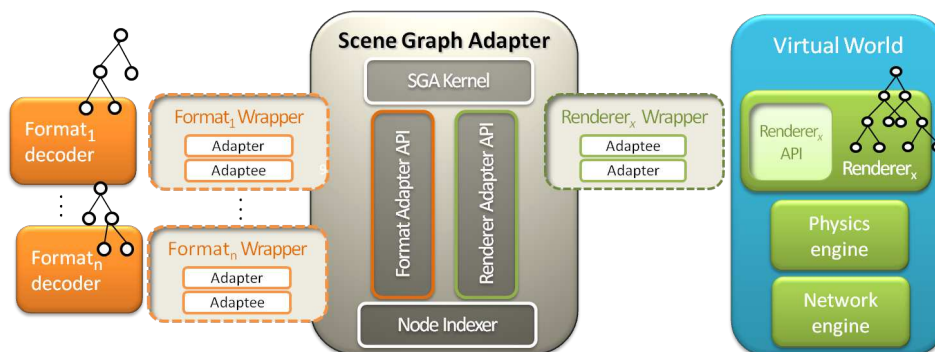 Scene Graph Adapter
SGA Kernel
Format Adapter API
Renderer Adapter API
Node Indexer
Format1
decoder
Format1 Wrapper
Adapter
Adaptee
Formatn
decoder
Formatn Wrapper
Adapter
Adaptee
Rendererx Wrapper
Adaptee
Adapter
Virtual World
Rendererx
API
Rendererx
Physics
engine
Network
engine